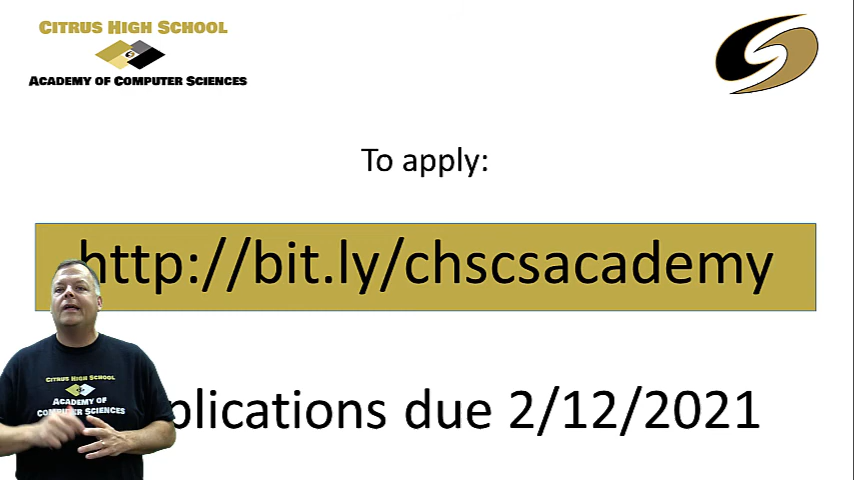 CITRUS HIGH SCHOOL
ACADEMY OF COMPUTER SCIENCES
To apply:
http://bit.ly/chscsacademy
plications due 2/12/2021
CITRUS HIGH SCHOOL
ACADEMY OF
COMPUTER SCIENCES